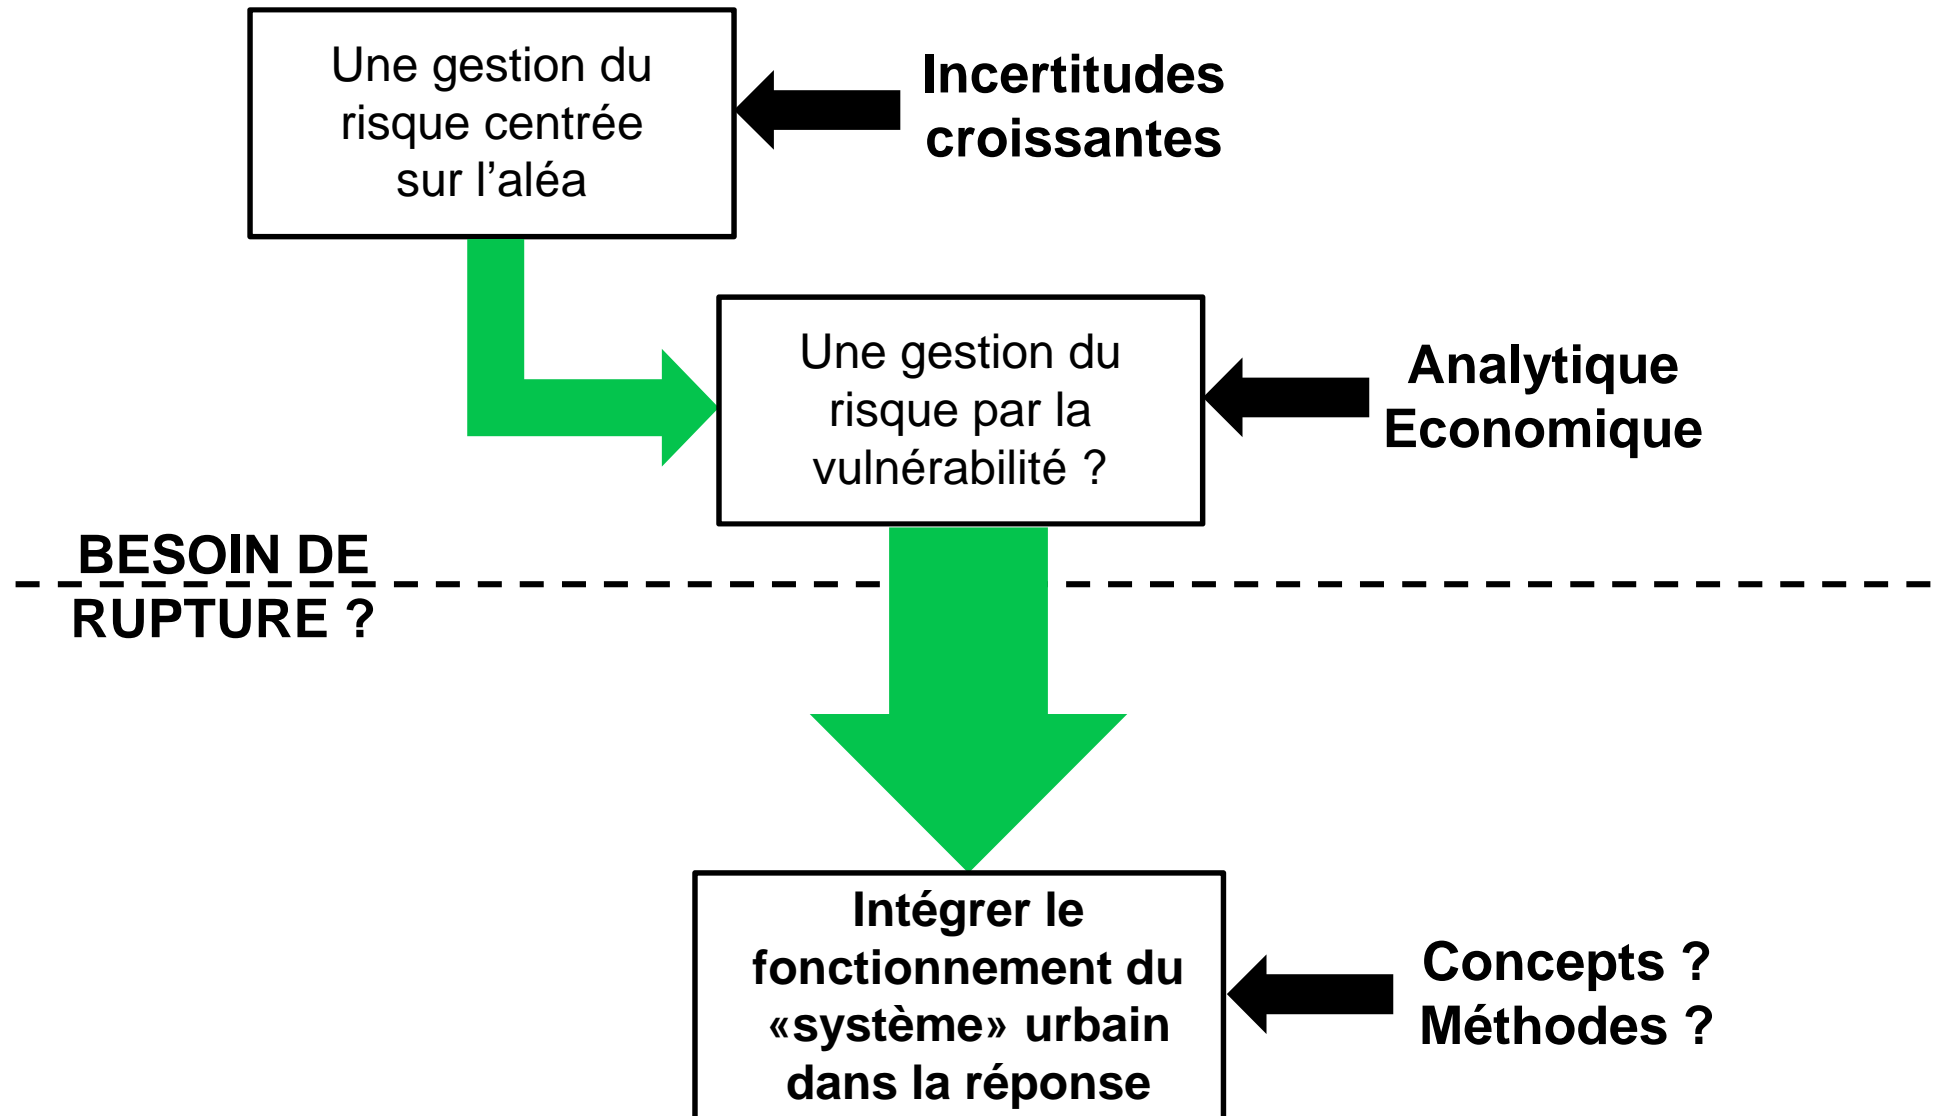 Une gestion du
risque centrée
sur l’aléa
Incertitudes
croissantes
Une gestion du
risque par la
vulnérabilité ?
Analytique
Economique
BESOIN DE
RUPTURE ?
Intégrer le
fonctionnement du
«système» urbain
dans la réponse
Concepts ?
Méthodes ?